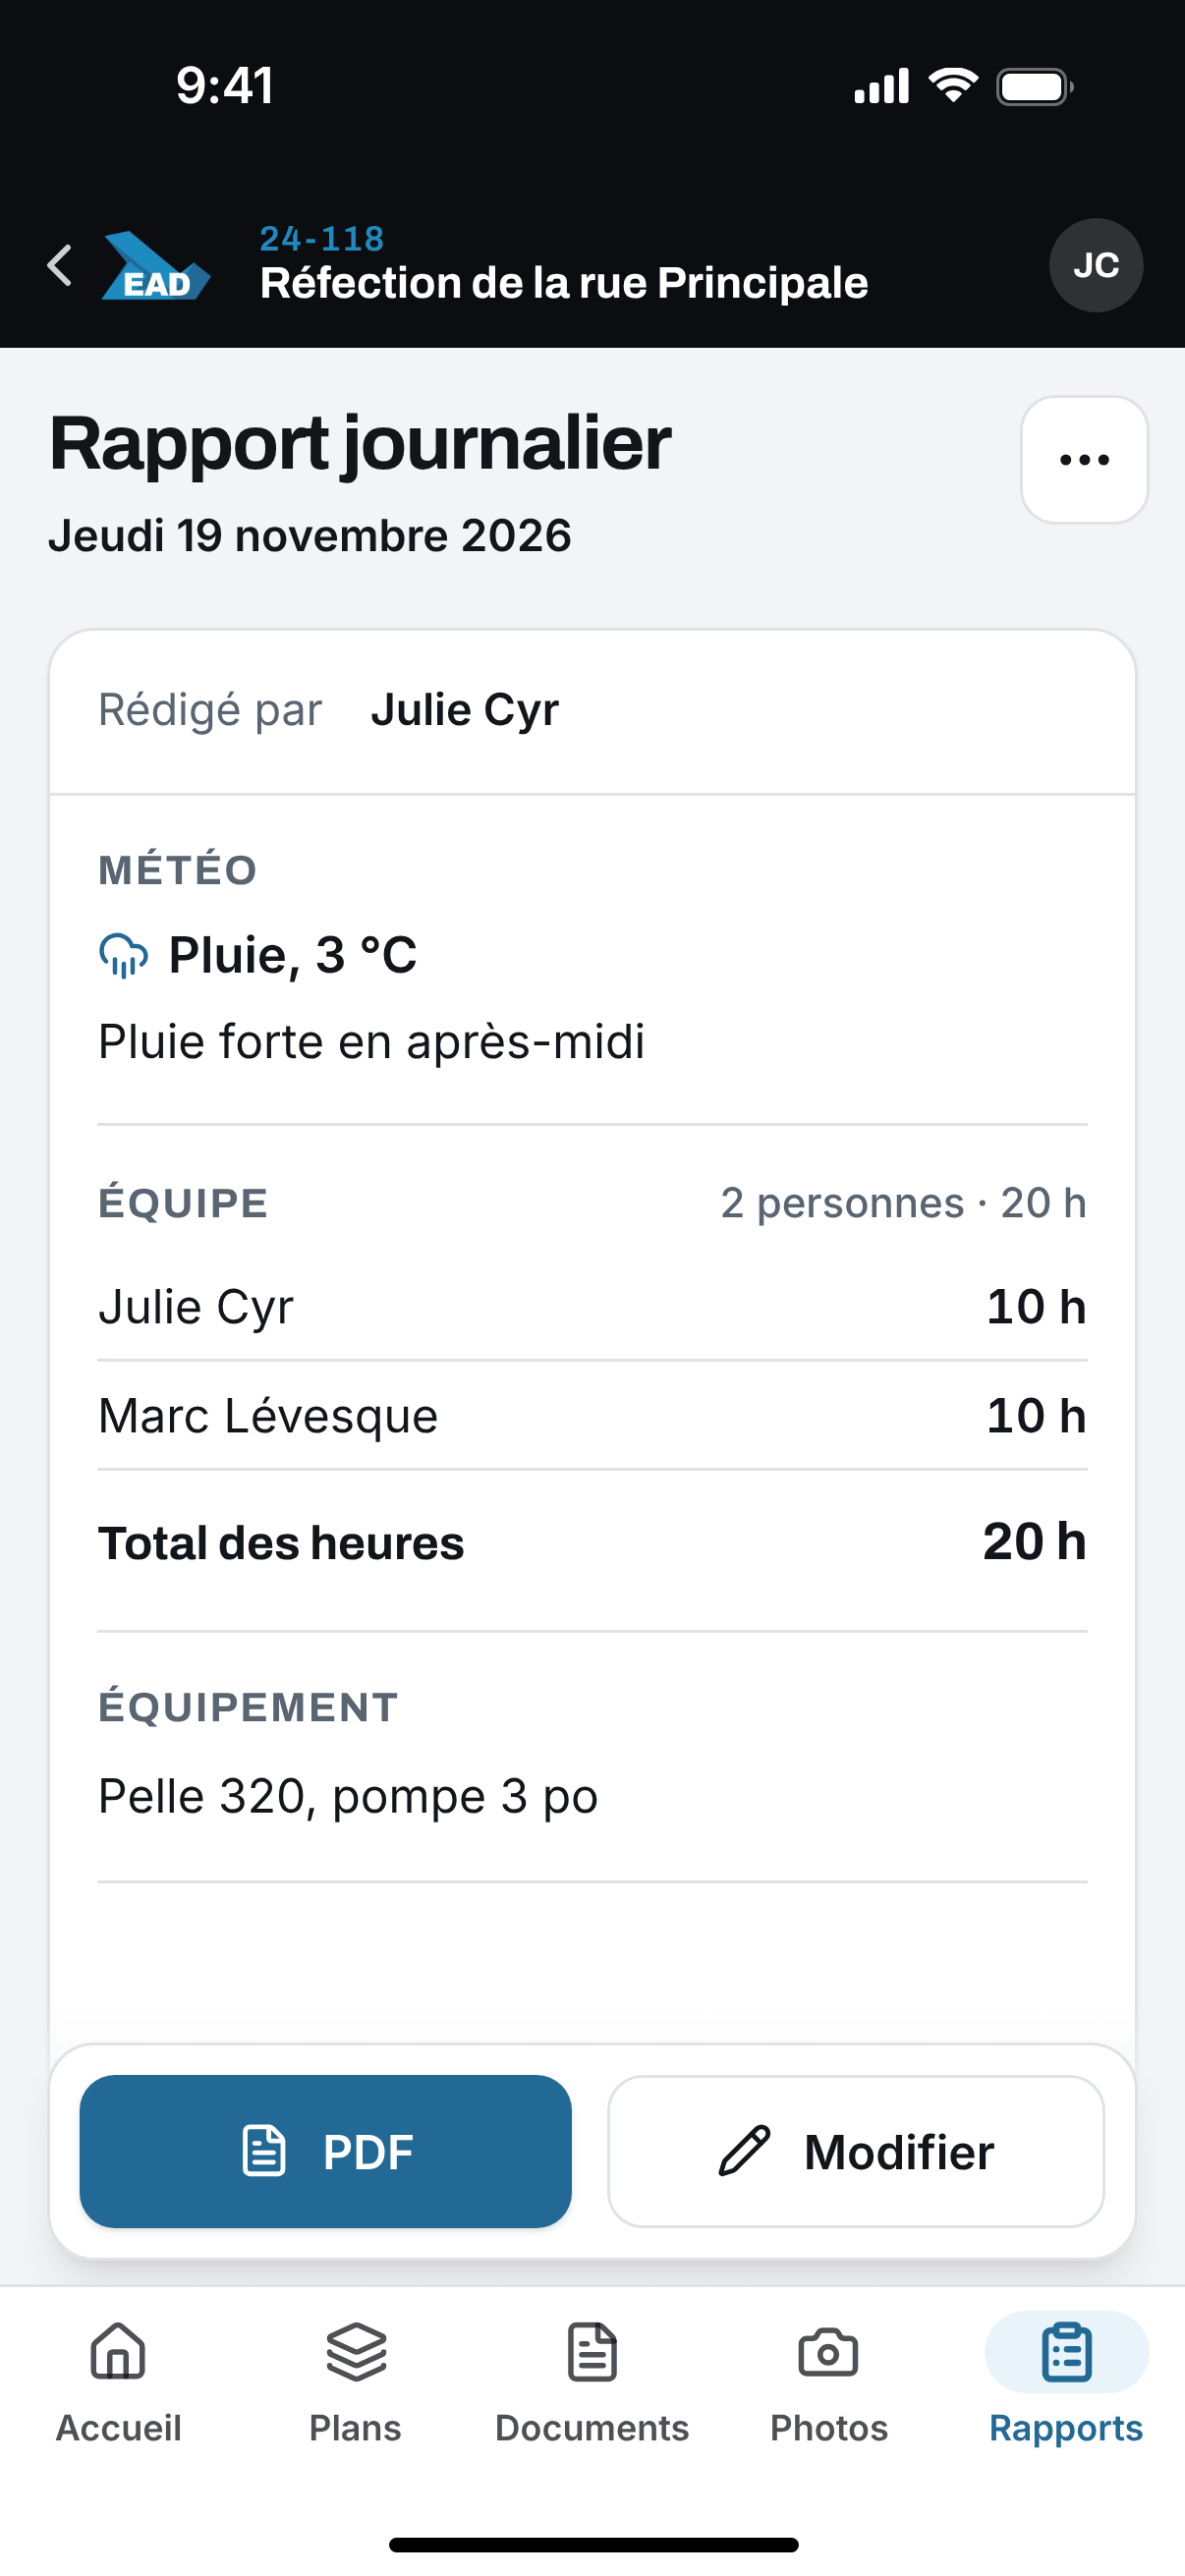 9:41
EAD
24-118
Réfection de la rue Principale
JC
Rapport journalier
Jeudi 19 novembre 2026
Rédigé par Julie Cyr
MÉTÉO
Pluie, 3 °C
Pluie forte en après-midi
ÉQUIPE 2 personnes · 20 h
Julie Cyr 10 h
Marc Lévesque 10 h
Total des heures 20 h
ÉQUIPEMENT
Pelle 320, pompe 3 po
PDF Modifier
Accueil Plans Documents Photos Rapports